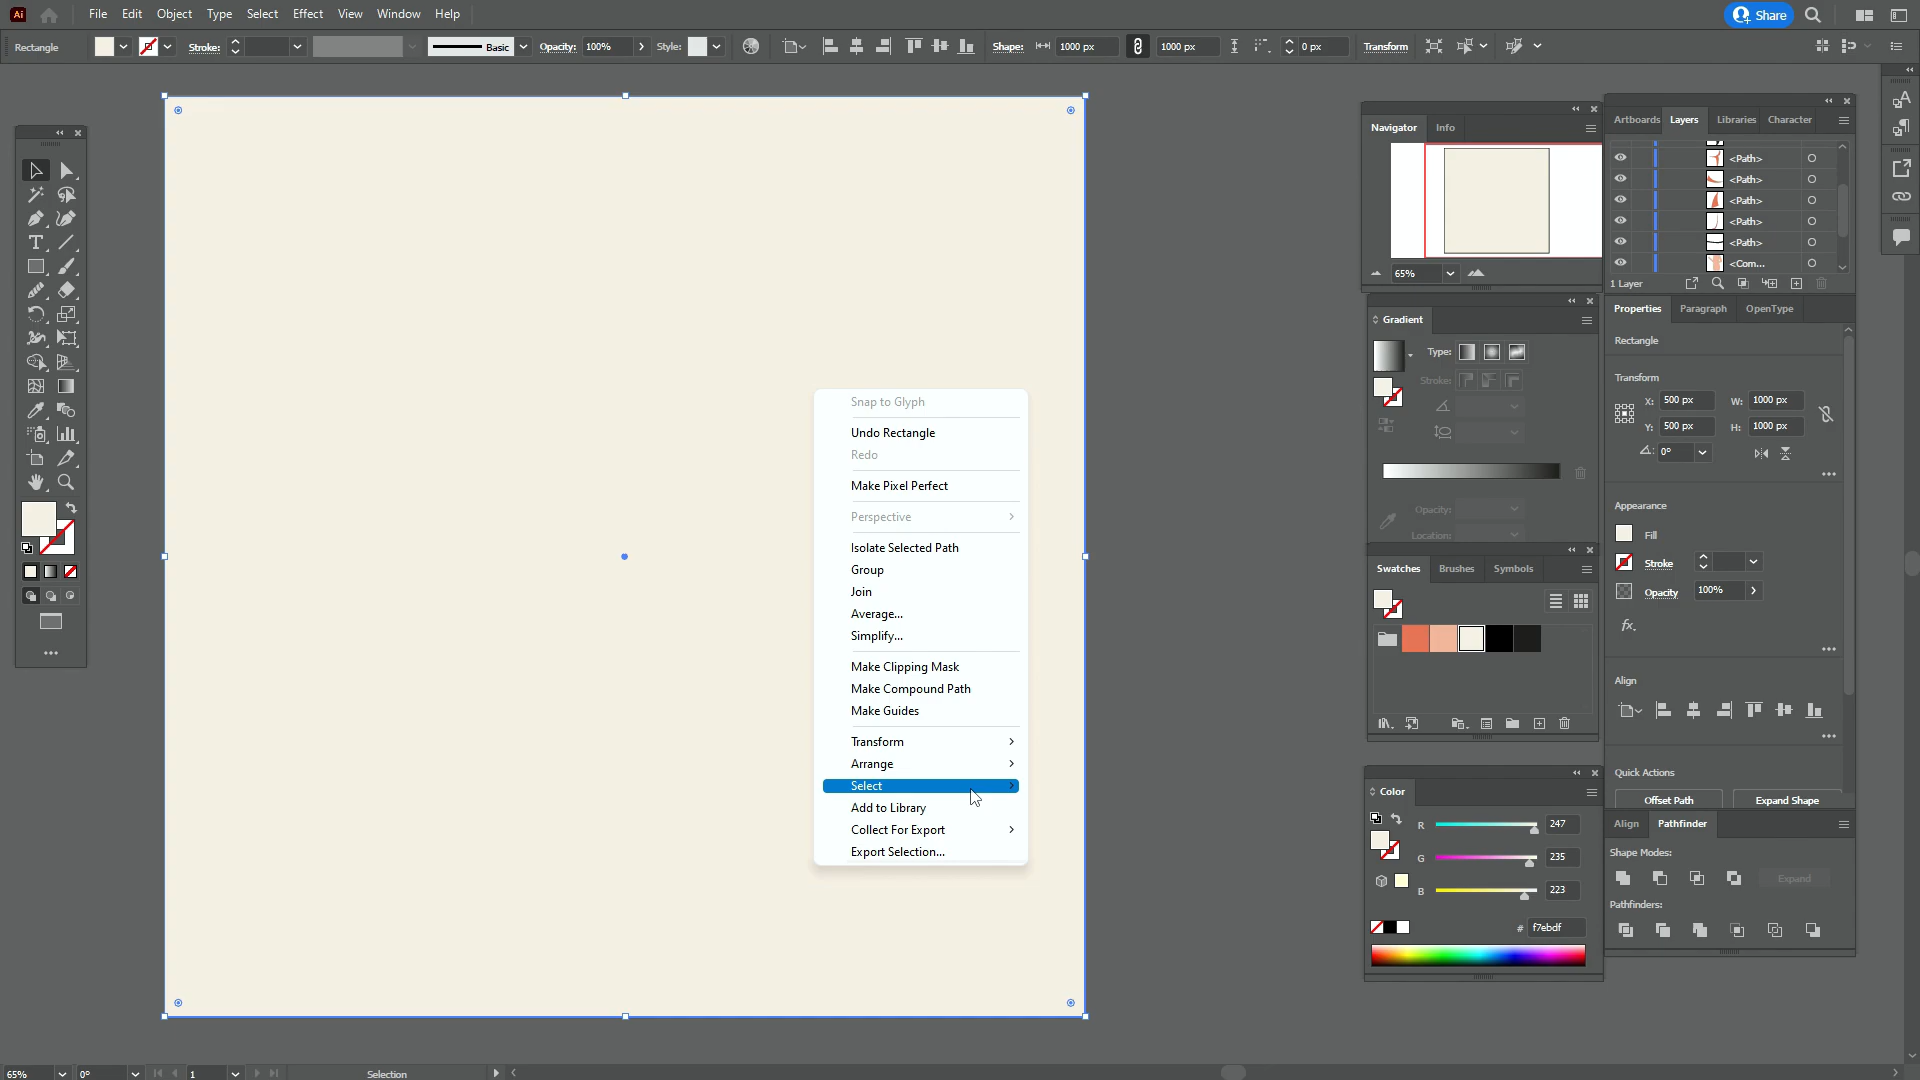 Ai File Edit Object Type Select Effect View Window Help Share
Rectangle Stroke: Basic Opacity: 100% Style: Shape: 1000 px 1000 px 0 px Transform
Navigator Info
65%
Artboards Layers Libraries Character
<Path>
<Path>
<Path>
<Path>
<Path>
<Com...
1 Layer
Gradient
Type:
Stroke:
Opacity:
Location:
Properties Paragraph OpenType
Rectangle
Transform
X: 500 px W: 1000 px
Y: 500 px H: 1000 px
0°
Appearance
Fill
Stroke
Opacity 100%
fx.
Align
Quick Actions
Offset Path Expand Shape
Swatches Brushes Symbols
Color
R 247
G 235
B 223
# f7ebdf
Align Pathfinder
Shape Modes:
Expand
Pathfinders:
Snap to Glyph
Undo Rectangle
Redo
Make Pixel Perfect
Perspective
Isolate Selected Path
Group
Join
Average...
Simplify...
Make Clipping Mask
Make Compound Path
Make Guides
Transform
Arrange
Select
Add to Library
Collect For Export
Export Selection...
65% 0° 1 Selection